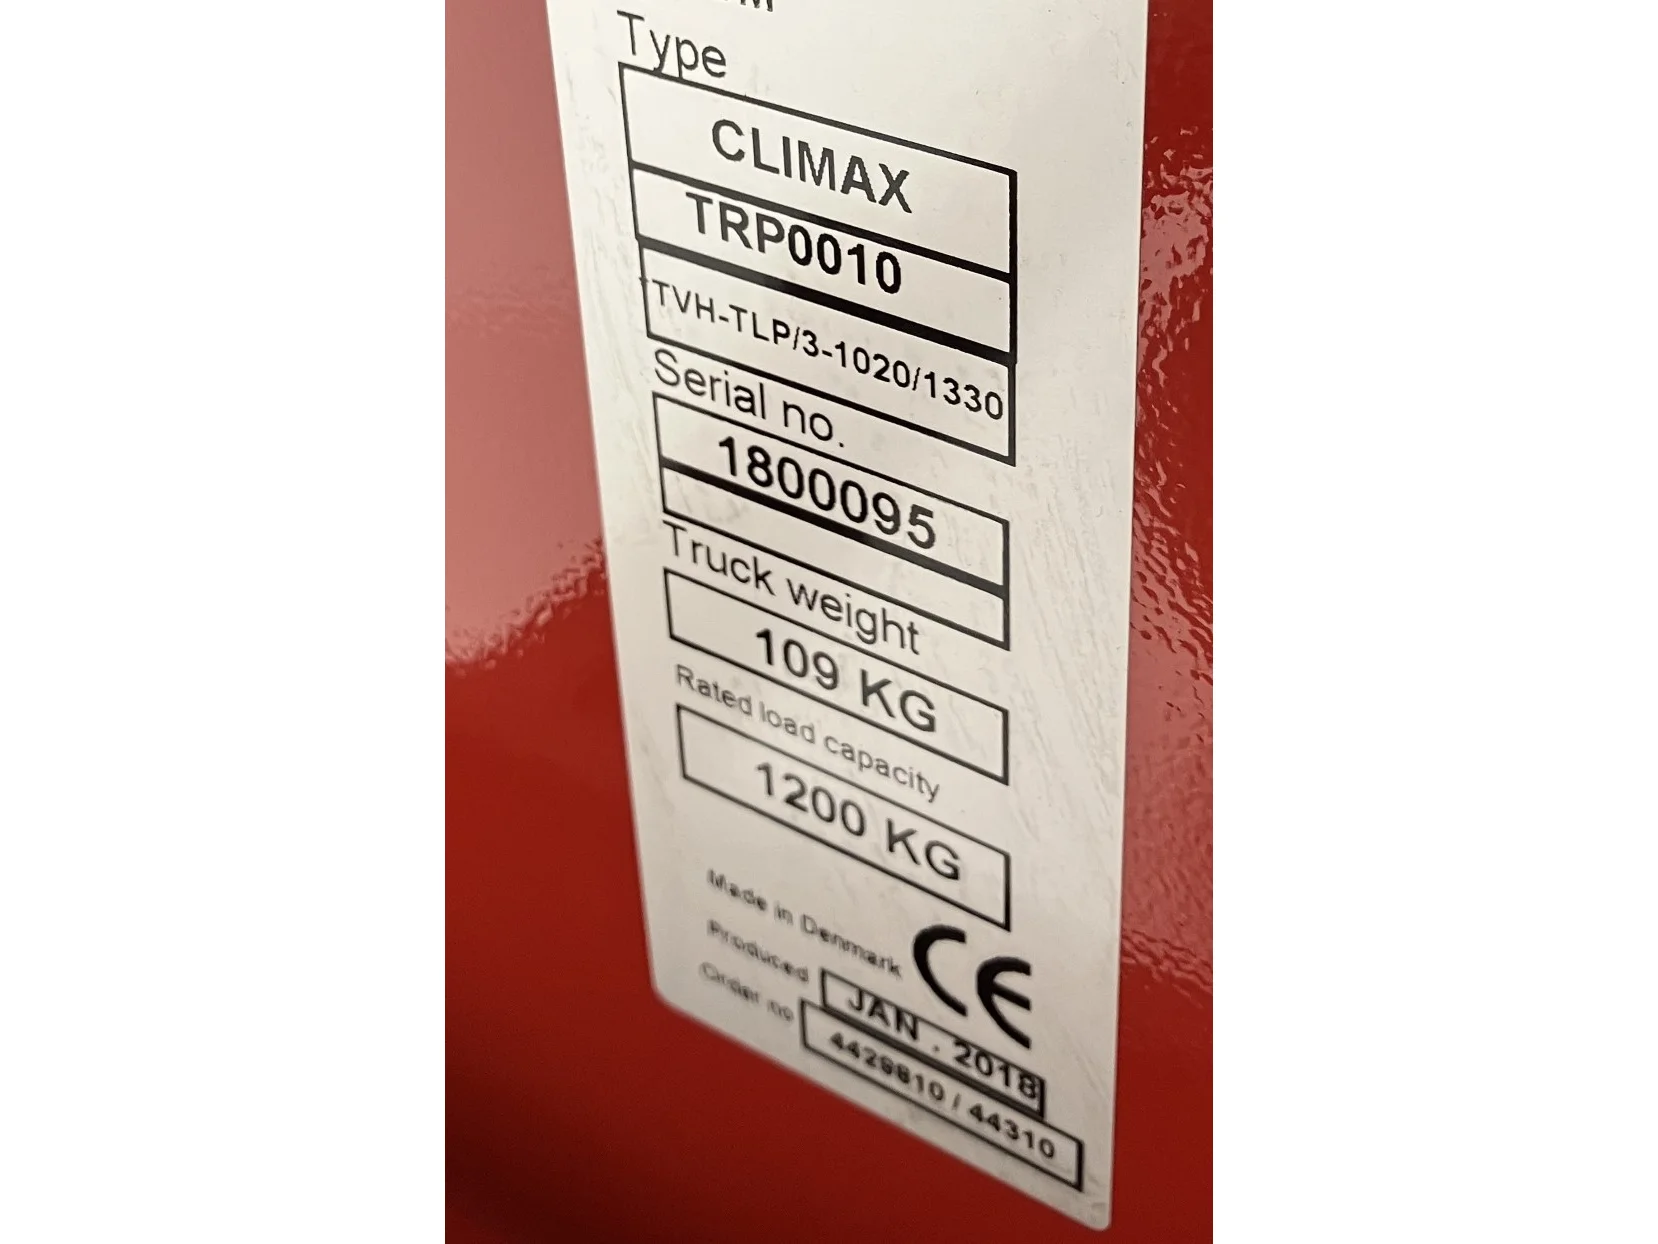 Type
CLIMAX
TRP0010
TVH-TLP/3-1020/1330
Serial no.
1800095
Truck weight
109 KG
Rated load capacity
1200 KG
Made in Denmark
CE
Produced JAN . 2018
Order no 4429610 / 44310